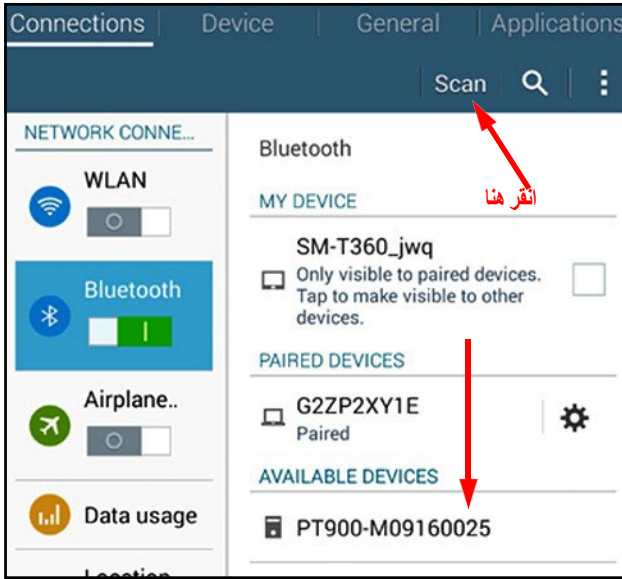 Connections Device General Applications
Scan
NETWORK CONNE...
WLAN
Bluetooth
Airplane..
Data usage
Location
Bluetooth
انقر هنا
MY DEVICE
SM-T360_jwq
Only visible to paired devices.
Tap to make visible to other
devices.
PAIRED DEVICES
G2ZP2XY1E
Paired
AVAILABLE DEVICES
PT900-M09160025